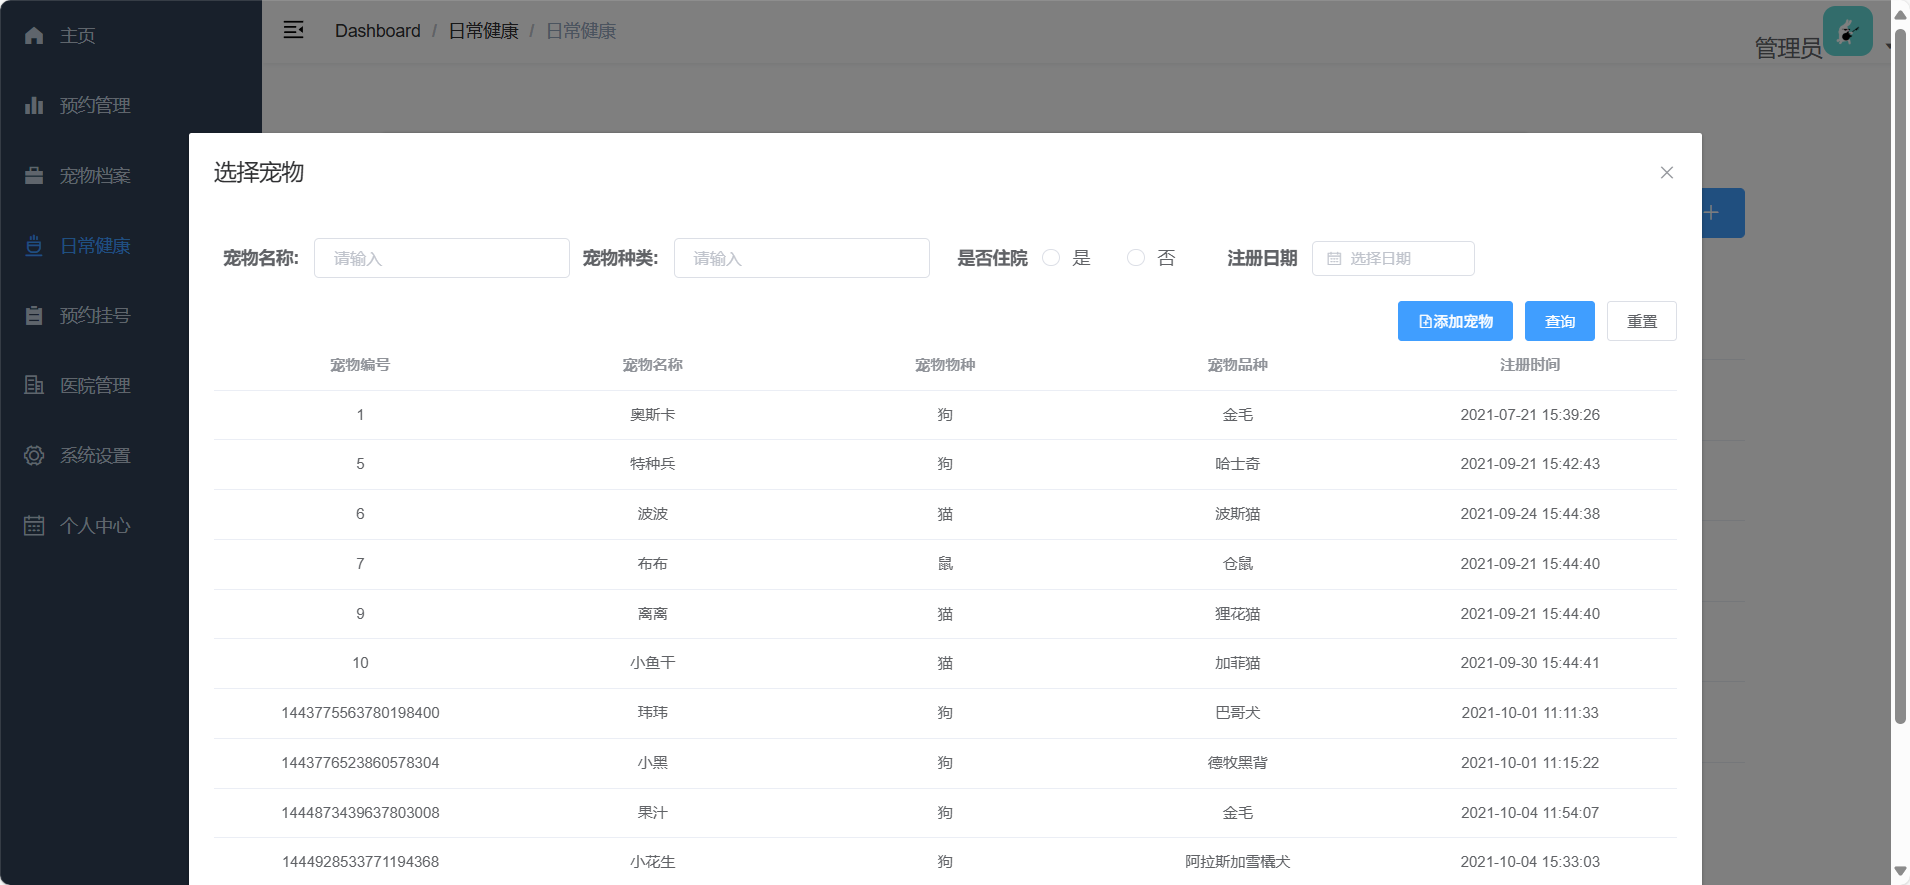 主页
Dashboard / 日常健康 / 日常健康
管理员
预约管理
宠物档案
日常健康
预约挂号
医院管理
系统设置
个人中心
选择宠物
宠物名称: 请输入 宠物种类: 请输入 是否住院 是 否 注册日期 选择日期
添加宠物 查询 重置
宠物编号 宠物名称 宠物物种 宠物品种 注册时间
1 奥斯卡 狗 金毛 2021-07-21 15:39:26
5 特种兵 狗 哈士奇 2021-09-21 15:42:43
6 波波 猫 波斯猫 2021-09-24 15:44:38
7 布布 鼠 仓鼠 2021-09-21 15:44:40
9 离离 猫 狸花猫 2021-09-21 15:44:40
10 小鱼干 猫 加菲猫 2021-09-30 15:44:41
1443775563780198400 玮玮 狗 巴哥犬 2021-10-01 11:11:33
1443776523860578304 小黑 狗 德牧黑背 2021-10-01 11:15:22
1444873439637803008 果汁 狗 金毛 2021-10-04 11:54:07
1444928533771194368 小花生 狗 阿拉斯加雪橇犬 2021-10-04 15:33:03